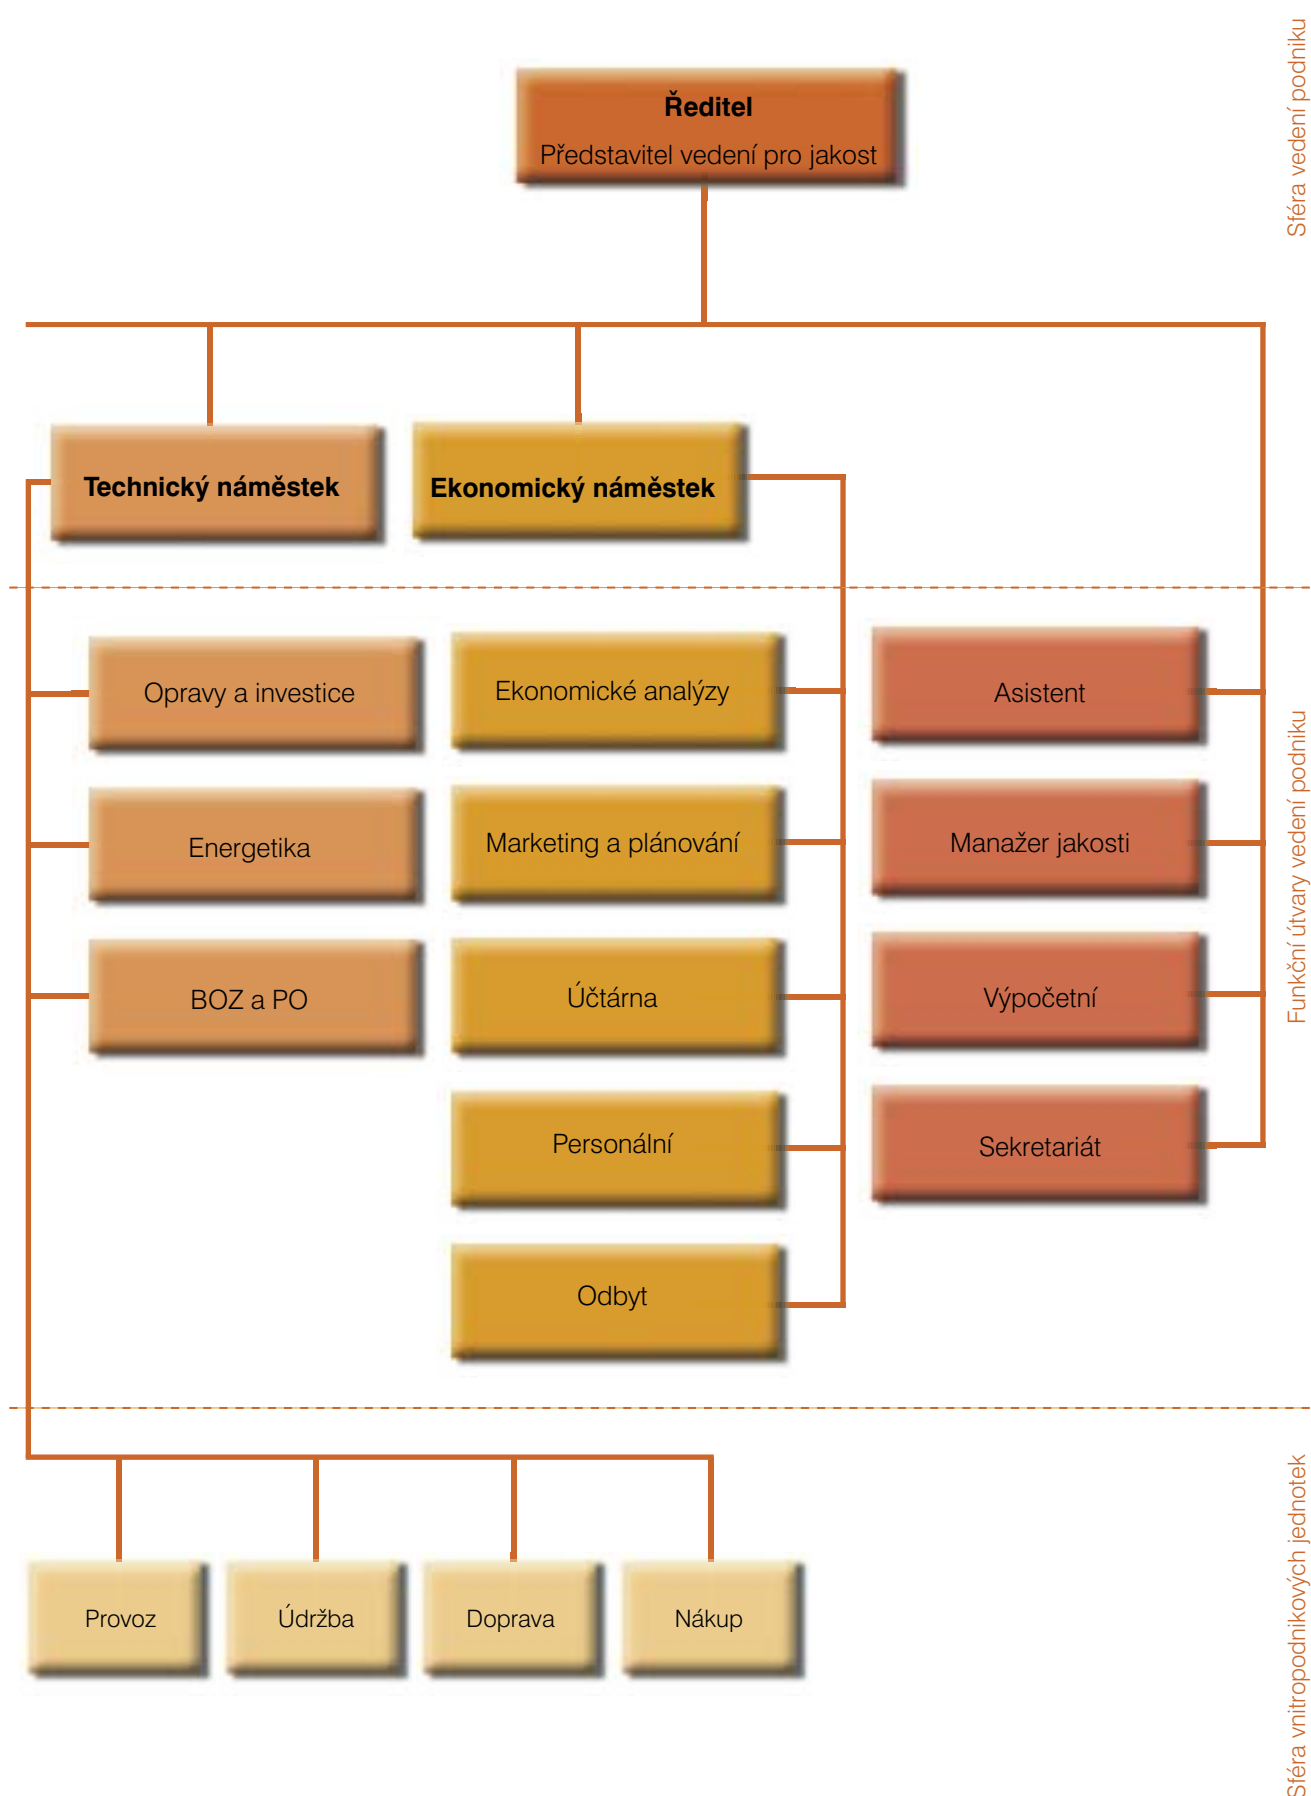 Sféra vedení podniku
Ředitel
Představitel vedení pro jakost
Technický náměstek
Ekonomický náměstek
Funkční útvary vedení podniku
Opravy a investice
Ekonomické analýzy
Asistent
Energetika
Marketing a plánování
Manažer jakosti
BOZ a PO
Účtárna
Výpočetní
Personální
Sekretariát
Odbyt
Sféra vnitropodnikových jednotek
Provoz
Údržba
Doprava
Nákup